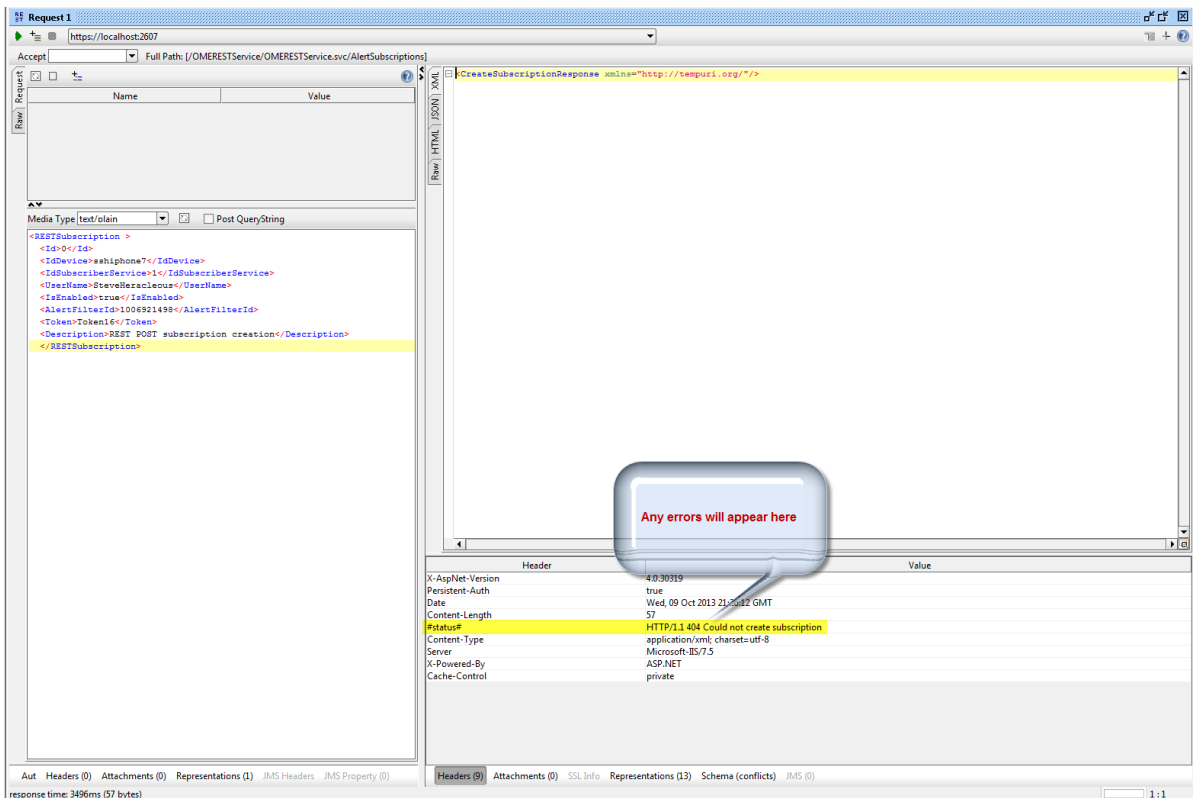 REST Request 1
https://localhost:2607
Accept Full Path: [/OMERESTService/OMERESTService.svc/AlertSubscriptions]
Request
Raw
Name Value
Media Type text/plain Post QueryString
<RESTSubscription >
<Id>0</Id>
<IdDevice>sshiphone7</IdDevice>
<IdSubscriberService>1</IdSubscriberService>
<UserName>SteveHeracleous</UserName>
<IsEnabled>true</IsEnabled>
<AlertFilterId>1006921498</AlertFilterId>
<Token>Token16</Token>
<Description>REST POST subscription creation</Description>
</RESTSubscription>
Aut Headers (0) Attachments (0) Representations (1) JMS Headers JMS Property (0)
XML
JSON
HTML
Raw
<CreateSubscriptionResponse xmlns="http://tempuri.org/"/>
Any errors will appear here
Header Value
X-AspNet-Version 4.0.30319
Persistent-Auth true
Date Wed, 09 Oct 2013 GMT
Content-Length 57
#status# HTTP/1.1 404 Could not create subscription
Content-Type application/xml; charset=utf-8
Server Microsoft-IIS/7.5
X-Powered-By ASP.NET
Cache-Control private
Headers (9) Attachments (0) SSL Info Representations (13) Schema (conflicts) JMS (0)
response time: 3496ms (57 bytes) 1 : 1